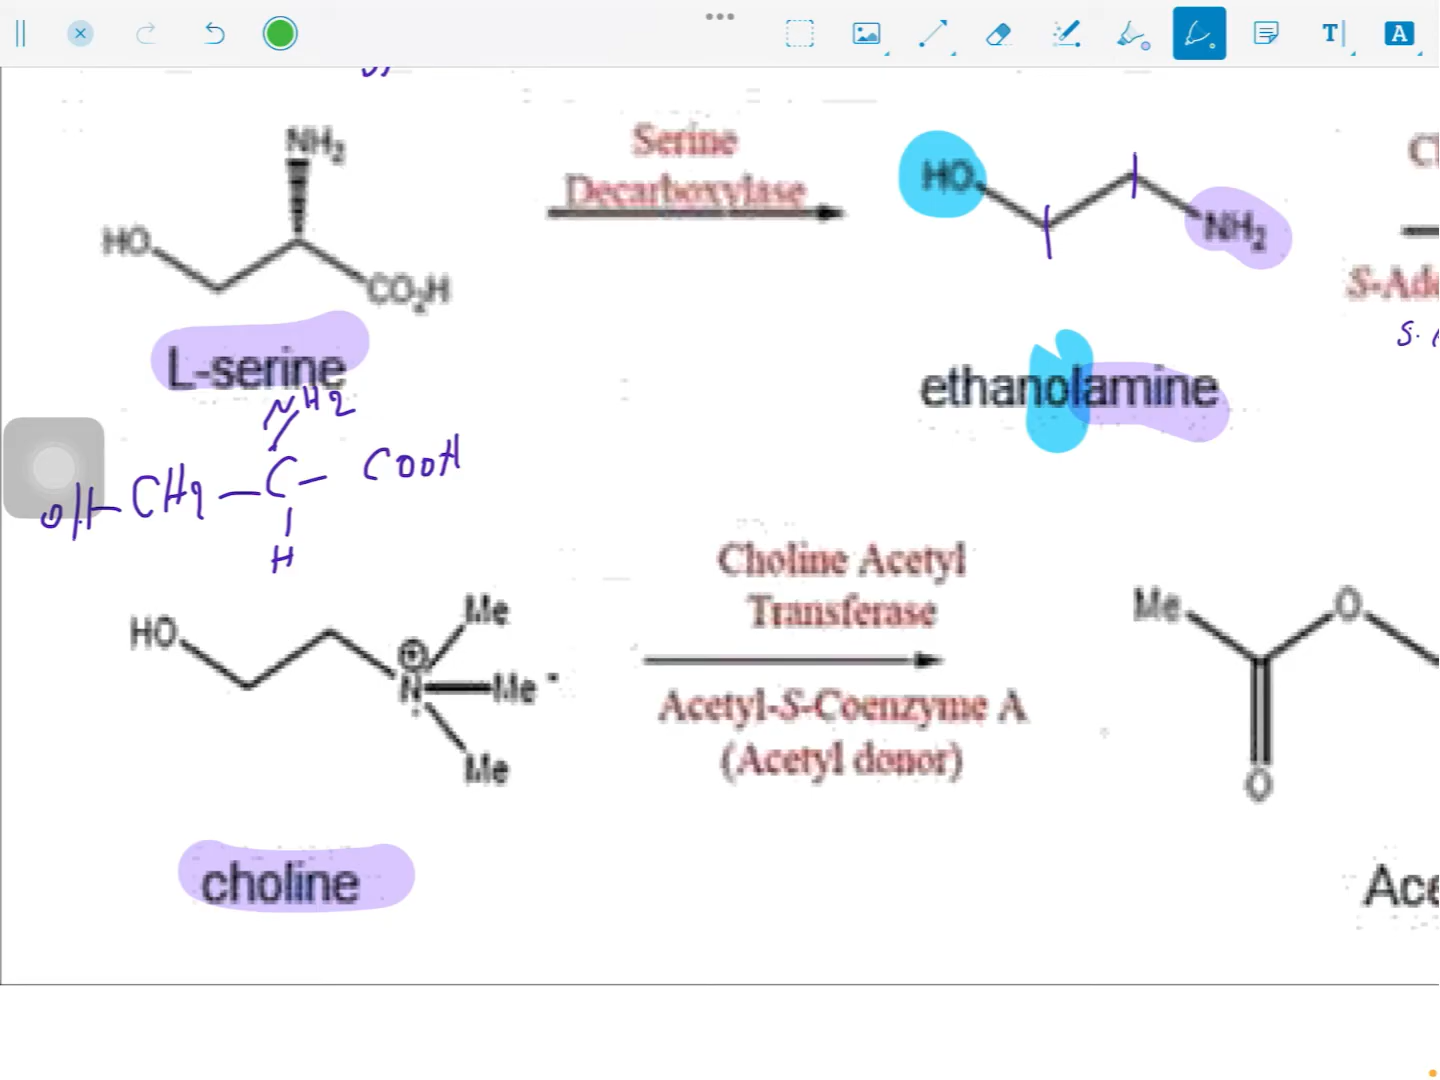 NH2
HO
CO2H
L-serine
Serine
Decarboxylase
HO
NH2
ethanolamine
S-Ad
S.
NH2
OH-CH2-C-COOH
H
HO
N
Me
Me
Me
choline
Choline Acetyl
Transferase
Acetyl-S-Coenzyme A
(Acetyl donor)
Me
O
O
Ace
T
A